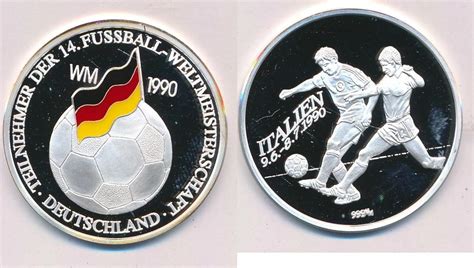 · TEILNEHMER DER 14. FUSSBALL-WELTMEISTERSCHAFT ·
DEUTSCHLAND
WM 1990
ITALIEN
9.6.-8.7.1990